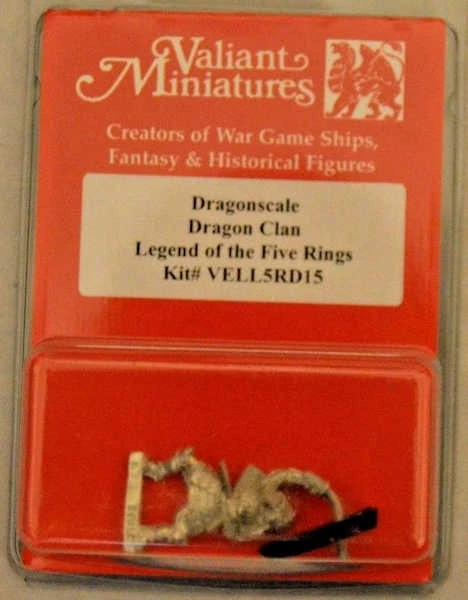 Valiant
Miniatures
Creators of War Game Ships,
Fantasy & Historical Figures
Dragonscale
Dragon Clan
Legend of the Five Rings
Kit# VELL5RD15